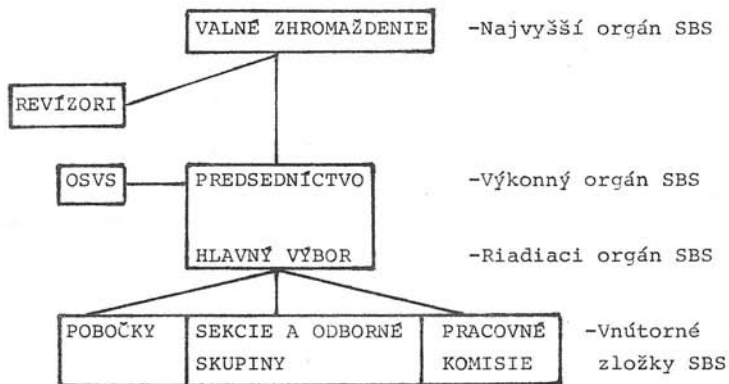 VALNÉ ZHROMAŽDENIE -Najvyšší orgán SBS
REVÍZORI
OSVS PREDSEDNÍCTVO -Výkonný orgán SBS
HLAVNÝ VÝBOR -Riadiaci orgán SBS
POBOČKY SEKCIE A ODBORNÉ PRACOVNÉ -Vnútorné
SKUPINY KOMISIE zložky SBS